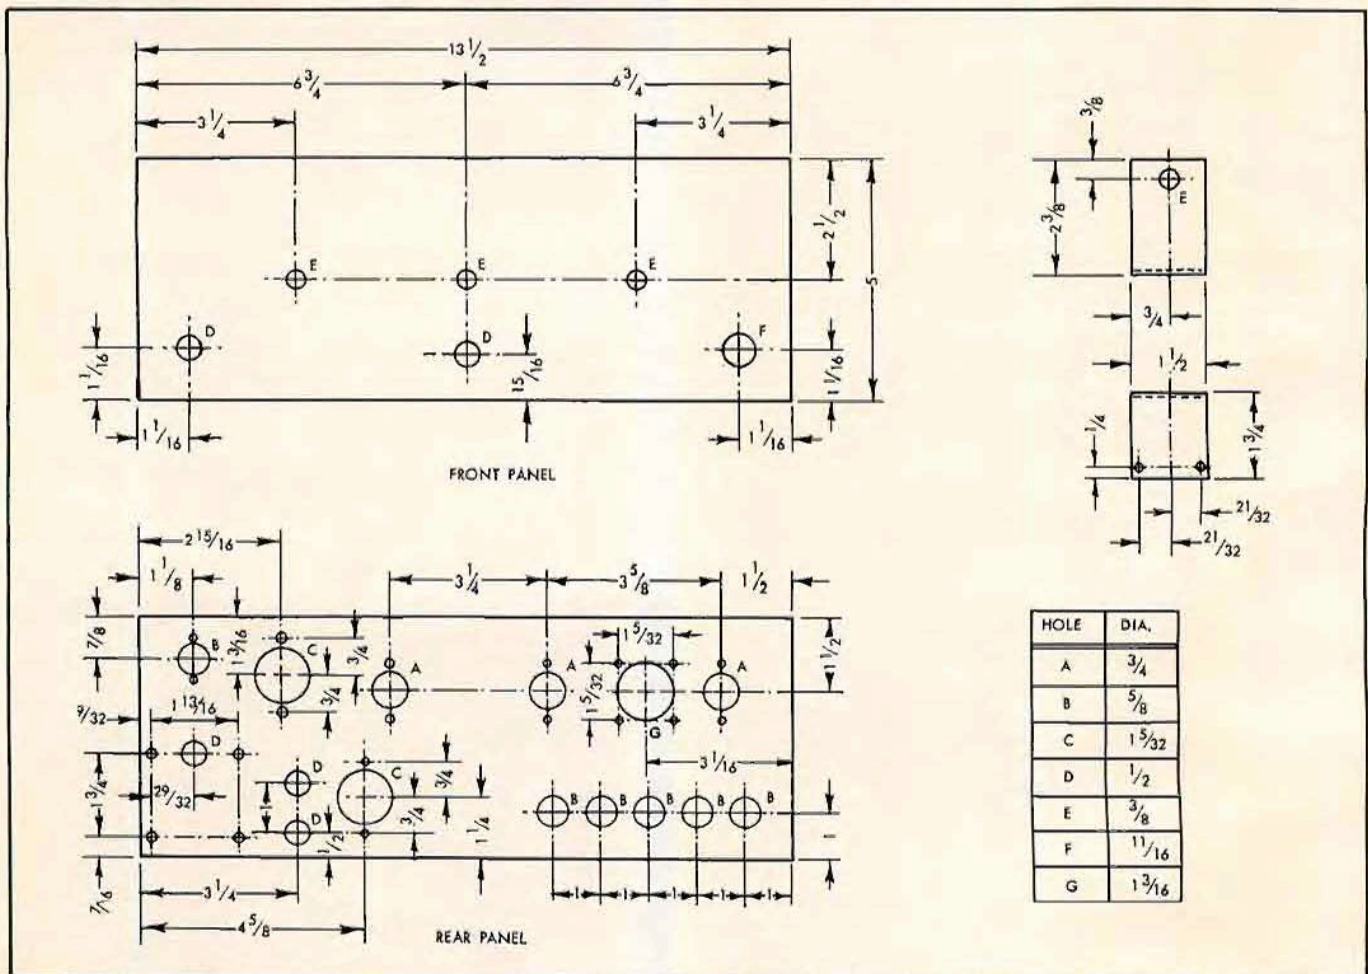 13 1/2
6 3/4 6 3/4
3 1/4 3 1/4
E E E
D D F
2 1/2
5
1 1/16
15/16
1 1/16
1 1/16 1 1/16
FRONT PANEL
3/8
E
2 3/8
3/4
1 1/2
1/4
1 3/4
21/32
21/32
2 15/16
1 1/8
3 1/4 3 5/8 1 1/2
7/8
B
1 3/16
C
3/4
3/4
A A A
1 5/32
1 5/32
G
1 1/2
9/32
1 13/16
D
1 3/4
29/32
D
D
1
1/2
C
3/4
3/4
1 1/4
3 1/16
B B B B B
1
1 1 1 1 1
7/16
3 1/4
4 5/8
REAR PANEL
HOLE DIA.
A 3/4
B 5/8
C 1 5/32
D 1/2
E 3/8
F 11/16
G 1 3/16